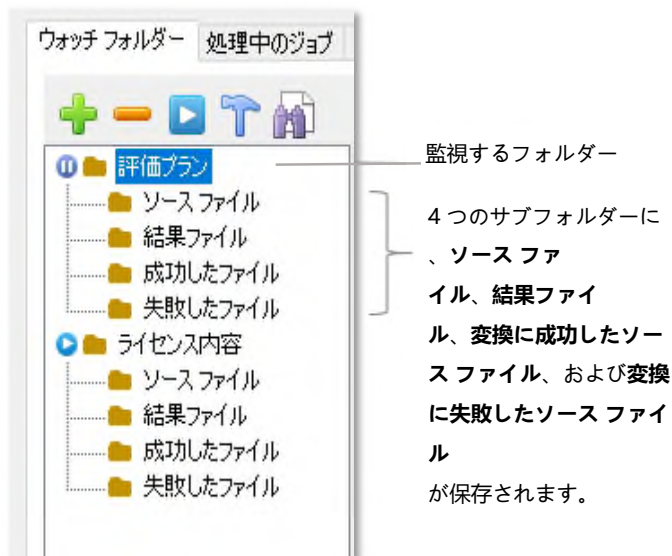 ウォッチ フォルダー
処理中のジョブ
評価プラン
ソース ファイル
結果ファイル
成功したファイル
失敗したファイル
ライセンス内容
ソース ファイル
結果ファイル
成功したファイル
失敗したファイル
監視するフォルダー
4 つのサブフォルダーに
、ソース ファ
イル、結果ファイ
ル、変換に成功したソー
ス ファイル、および変換
に失敗したソース ファイ
ル
が保存されます。